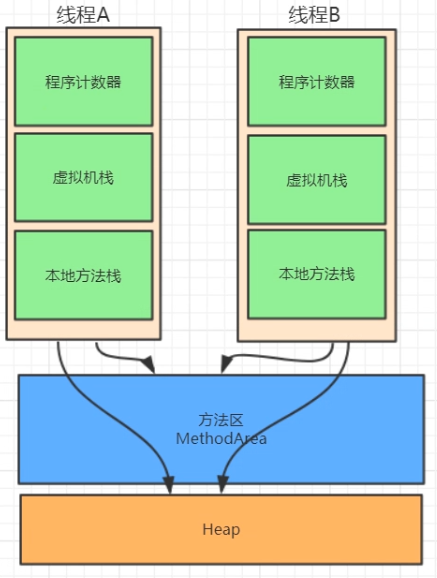 线程A
线程B
程序计数器
程序计数器
虚拟机栈
虚拟机栈
本地方法栈
本地方法栈
方法区
MethodArea
Heap